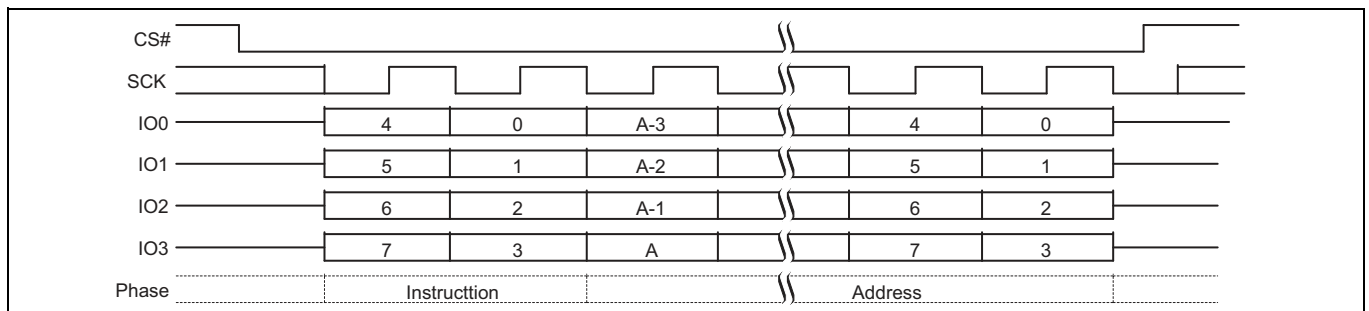 CS#
SCK
IO0 4 0 A-3 4 0
IO1 5 1 A-2 5 1
IO2 6 2 A-1 6 2
IO3 7 3 A 7 3
Phase Instructtion Address